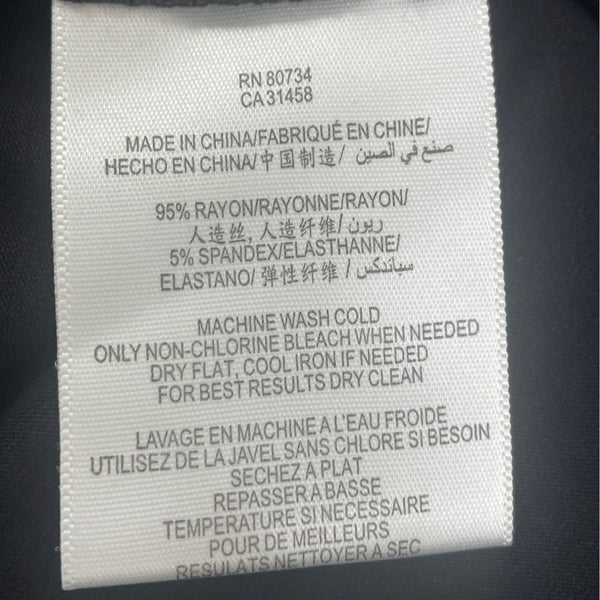 RN 80734
CA 31458
MADE IN CHINA/FABRIQUÉ EN CHINE/
HECHO EN CHINA/中国制造/ صنع في الصين
95% RAYON/RAYONNE/RAYON/
人造丝, 人造纤维/ ريون/
5% SPANDEX/ELASTHANNE/
ELASTANO/ 弹性纤维 / سباندكس
MACHINE WASH COLD
ONLY NON-CHLORINE BLEACH WHEN NEEDED
DRY FLAT, COOL IRON IF NEEDED
FOR BEST RESULTS DRY CLEAN
LAVAGE EN MACHINE A L'EAU FROIDE
UTILISEZ DE LA JAVEL SANS CHLORE SI BESOIN
SECHEZ A PLAT
REPASSER A BASSE
TEMPERATURE SI NECESSAIRE
POUR DE MEILLEURS
RESULATS NETTOYER A SEC